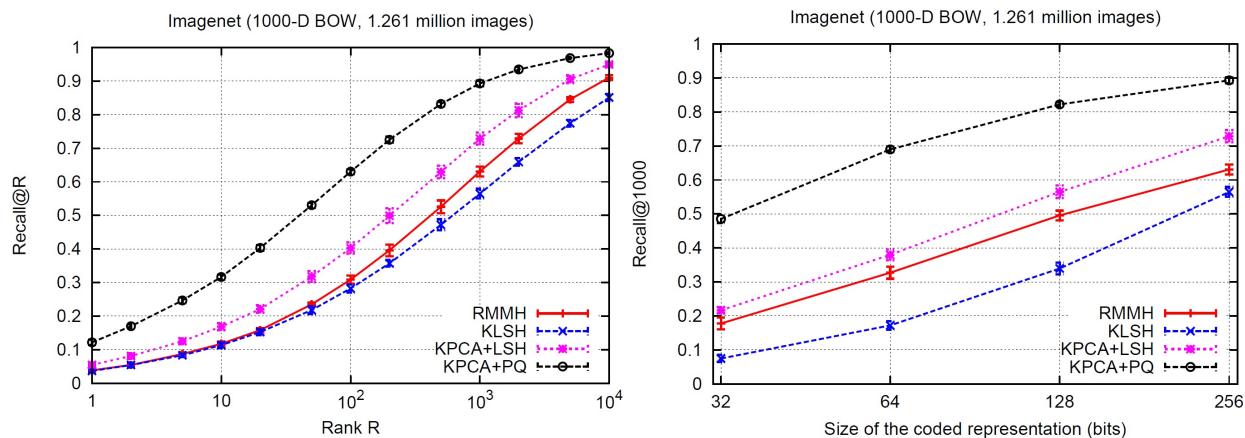 Imagenet (1000-D BOW, 1.261 million images)
Recall@R
1
0.9
0.8
0.7
0.6
0.5
0.4
0.3
0.2
0.1
0
RMMH
KLSH
KPCA+LSH
KPCA+PQ
1 10 10² 10³ 10⁴
Rank R
Imagenet (1000-D BOW, 1.261 million images)
Recall@1000
1
0.9
0.8
0.7
0.6
0.5
0.4
0.3
0.2
0.1
0
RMMH
KLSH
KPCA+LSH
KPCA+PQ
32 64 128 256
Size of the coded representation (bits)